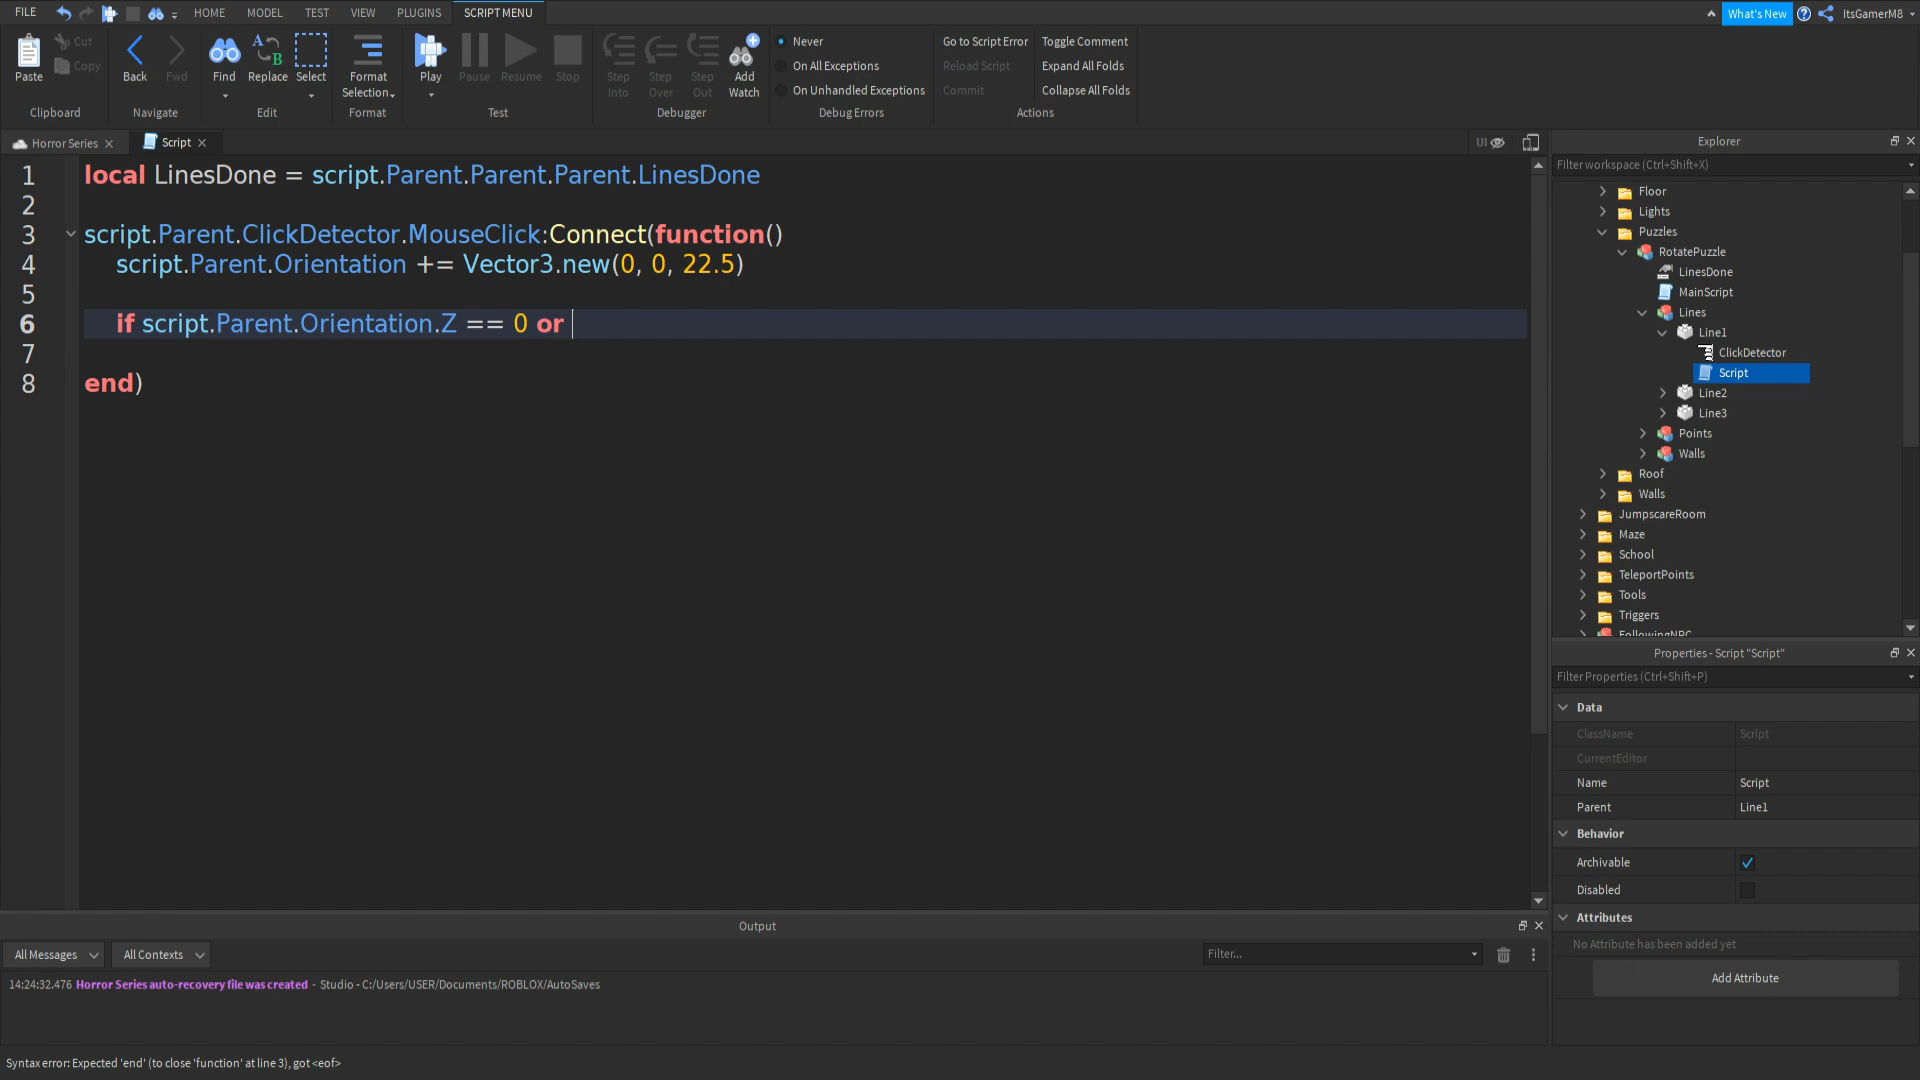 FILE HOME MODEL TEST VIEW PLUGINS SCRIPT MENU What's New ItsGamerM8
Paste Cut Copy Back Fwd Find Replace Select Format Selection Play Pause Resume Stop Step Into Step Over Step Out Add Watch
Never Go to Script Error Toggle Comment
On All Exceptions Reload Script Expand All Folds
On Unhandled Exceptions Commit Collapse All Folds
Clipboard Navigate Edit Format Test Debugger Debug Errors Actions
Horror Series Script UI
1 local LinesDone = script.Parent.Parent.Parent.LinesDone
2
3 script.Parent.ClickDetector.MouseClick:Connect(function()
4 script.Parent.Orientation += Vector3.new(0, 0, 22.5)
5
6 if script.Parent.Orientation.Z == 0 or
7
8 end)
Explorer
Filter workspace (Ctrl+Shift+X)
Floor
Lights
Puzzles
RotatePuzzle
LinesDone
MainScript
Lines
Line1
ClickDetector
Script
Line2
Line3
Points
Walls
Roof
Walls
JumpscareRoom
Maze
School
TeleportPoints
Tools
Triggers
FollowingNPC
Properties - Script "Script"
Filter Properties (Ctrl+Shift+P)
Data
ClassName Script
CurrentEditor
Name Script
Parent Line1
Behavior
Archivable
Disabled
Attributes
No Attribute has been added yet
Add Attribute
Output
All Messages All Contexts Filter...
14:24:32.476 Horror Series auto-recovery file was created - Studio - C:/Users/USER/Documents/ROBLOX/AutoSaves
Syntax error: Expected 'end' (to close 'function' at line 3), got <eof>